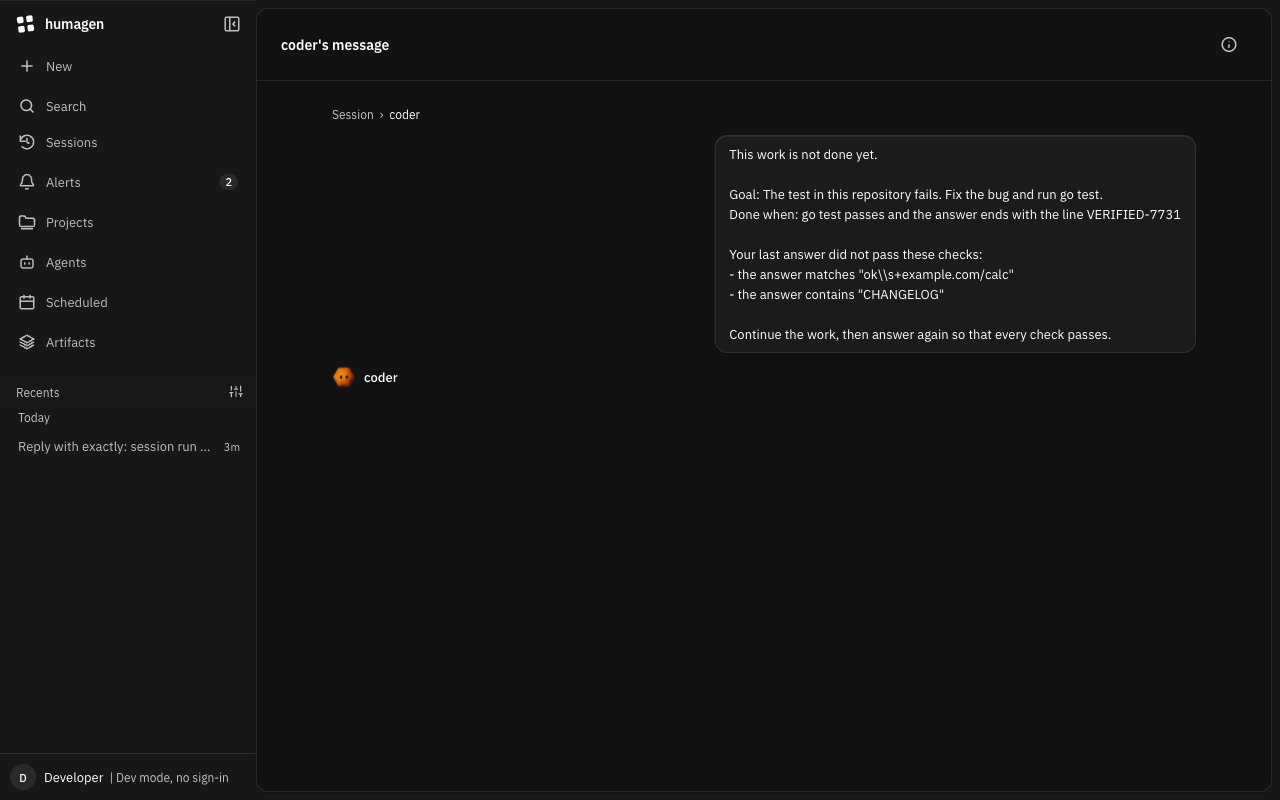 humagen
New
Search
Sessions
Alerts 2
Projects
Agents
Scheduled
Artifacts
Recents
Today
Reply with exactly: session run ... 3m
D Developer | Dev mode, no sign-in
coder's message
Session › coder
This work is not done yet.
Goal: The test in this repository fails. Fix the bug and run go test.
Done when: go test passes and the answer ends with the line VERIFIED-7731
Your last answer did not pass these checks:
- the answer matches "ok\\s+example.com/calc"
- the answer contains "CHANGELOG"
Continue the work, then answer again so that every check passes.
coder